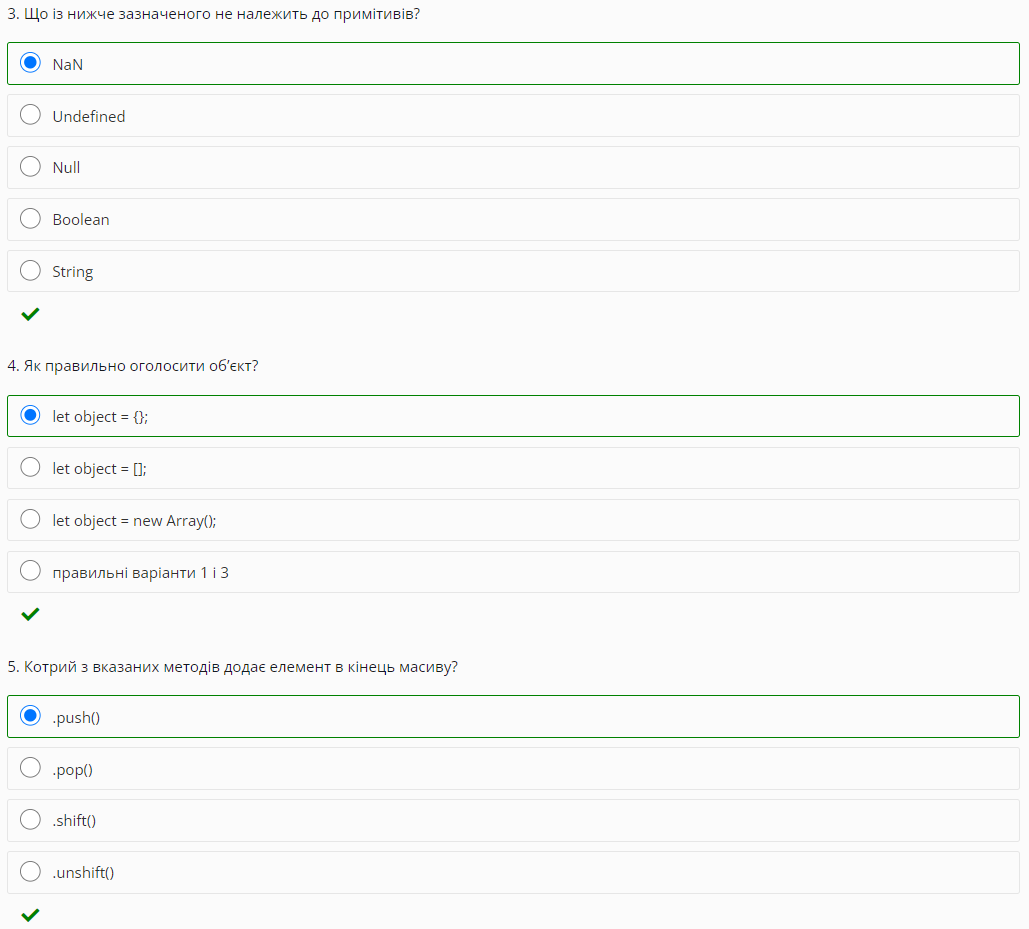 3. Що із нижче зазначеного не належить до примітивів?
NaN
Undefined
Null
Boolean
String
4. Як правильно оголосити об’єкт?
let object = {};
let object = [];
let object = new Array();
правильні варіанти 1 і 3
5. Котрий з вказаних методів додає елемент в кінець масиву?
.push()
.pop()
.shift()
.unshift()